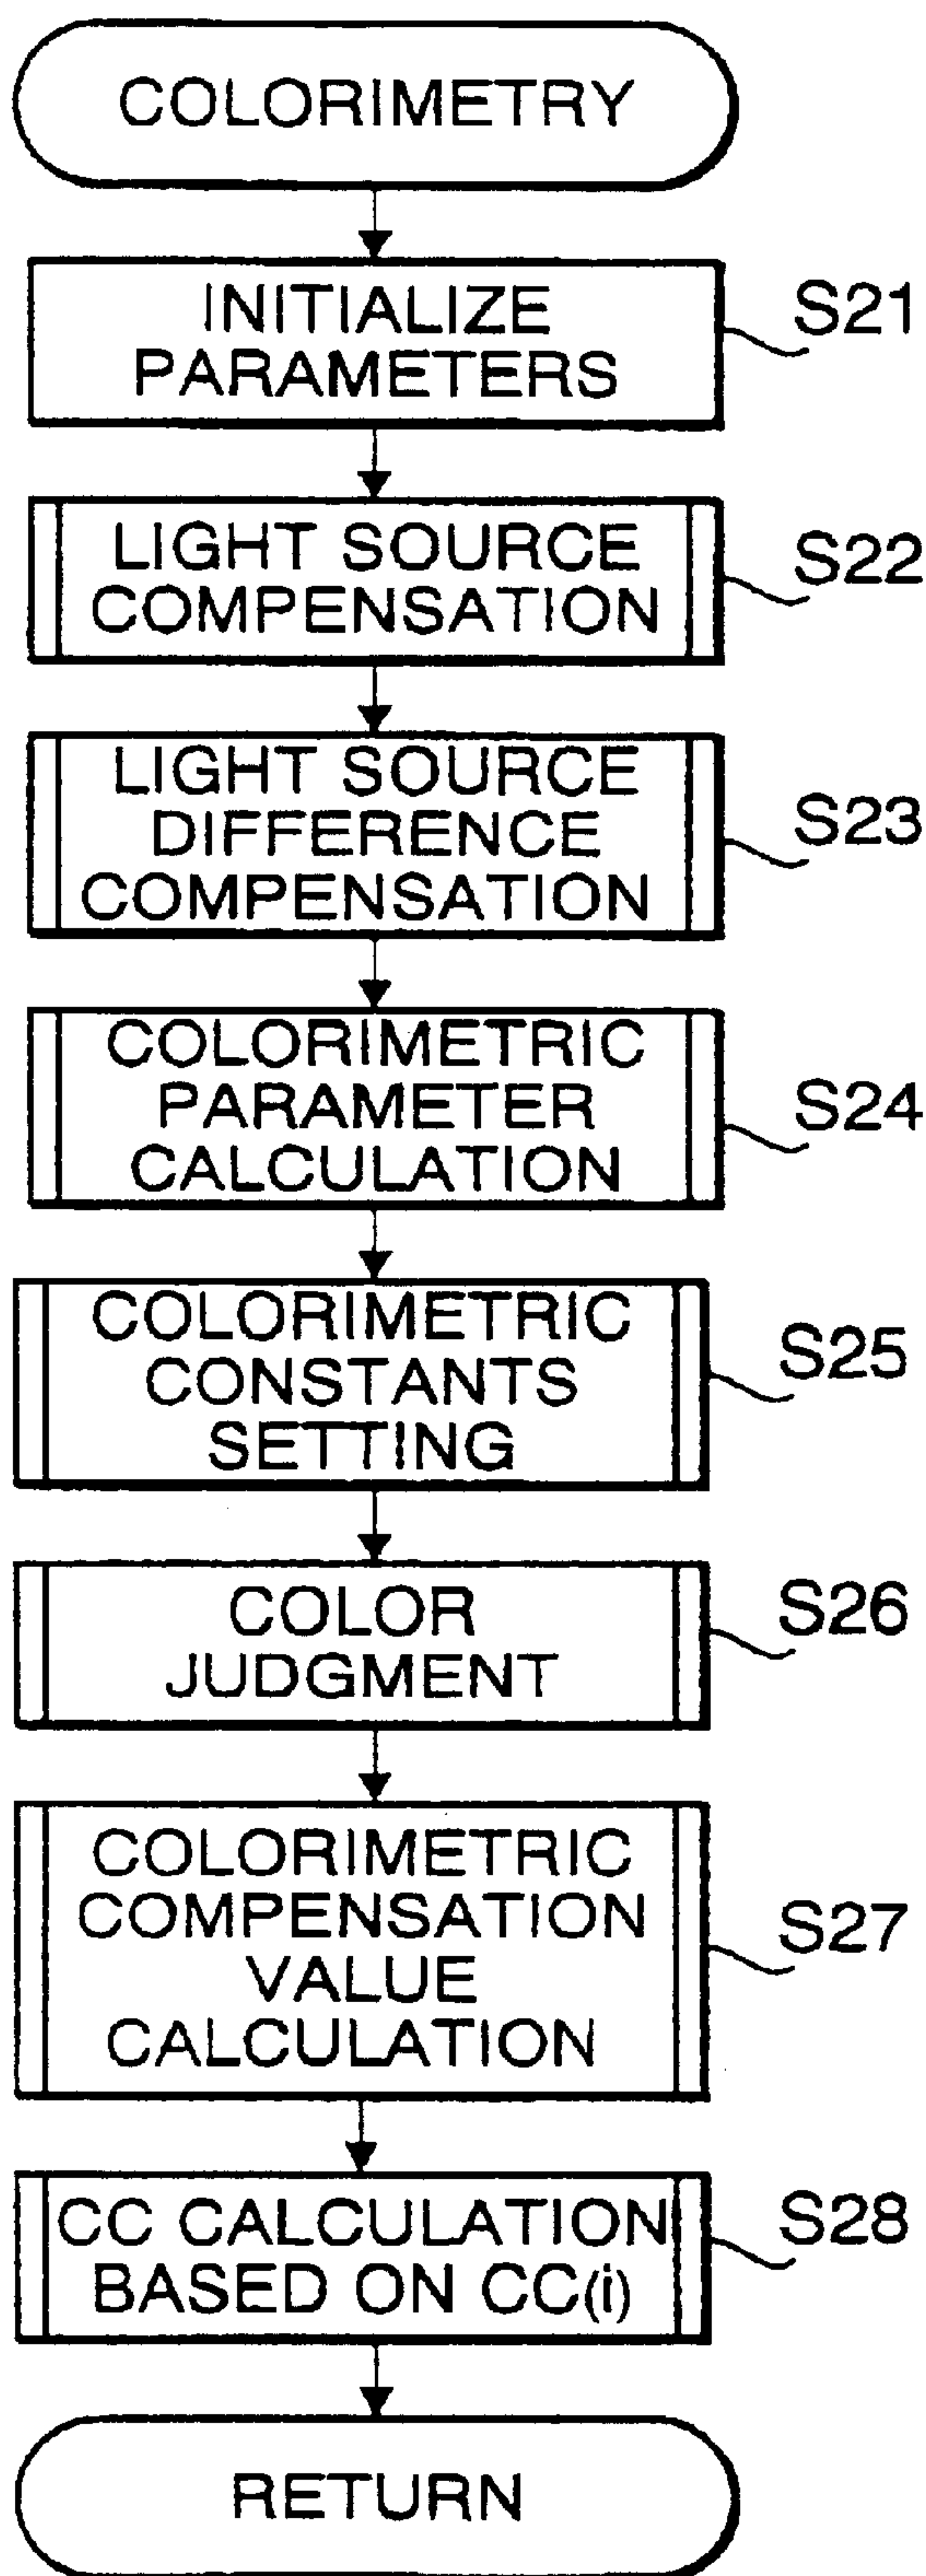 COLORIMETRY
INITIALIZE
PARAMETERS
S21
LIGHT SOURCE
COMPENSATION
S22
LIGHT SOURCE
DIFFERENCE
COMPENSATION
S23
COLORIMETRIC
PARAMETER
CALCULATION
S24
COLORIMETRIC
CONSTANTS
SETTING
S25
COLOR
JUDGMENT
S26
COLORIMETRIC
COMPENSATION
VALUE
CALCULATION
S27
CC CALCULATION
BASED ON CC(i)
S28
RETURN